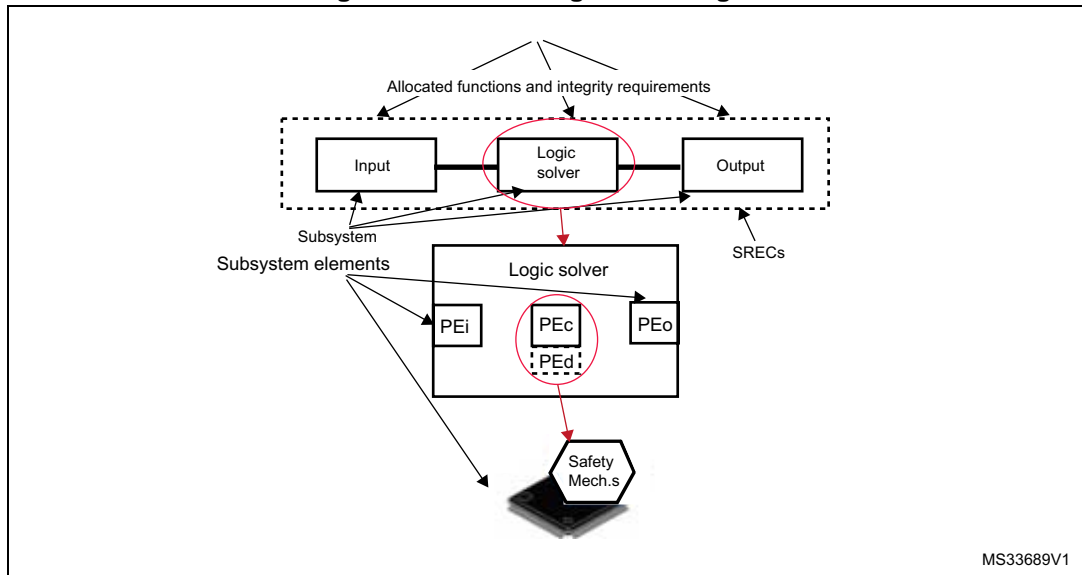 Allocated functions and integrity requirements
Input
Logic
solver
Output
Subsystem
SRECs
Subsystem elements
Logic solver
PEi
PEc
PEo
PEd
Safety
Mech.s
MS33689V1